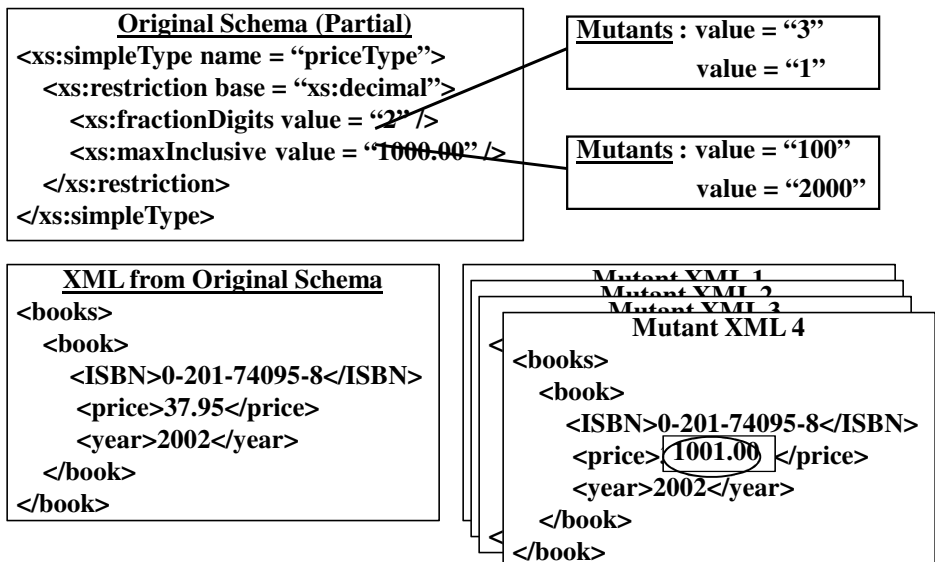 Original Schema (Partial)
<xs:simpleType name = “priceType”>
<xs:restriction base = “xs:decimal”>
<xs:fractionDigits value = “2” />
<xs:maxInclusive value = “1000.00” />
</xs:restriction>
</xs:simpleType>
Mutants : value = “3”
value = “1”
Mutants : value = “100”
value = “2000”
XML from Original Schema
<books>
<book>
<ISBN>0-201-74095-8</ISBN>
<price>37.95</price>
<year>2002</year>
</book>
</book>
Mutant XML 1
Mutant XML 2
Mutant XML 3
Mutant XML 4
<books>
<book>
<ISBN>0-201-74095-8</ISBN>
<price>1001.00 </price>
<year>2002</year>
</book>
</book>